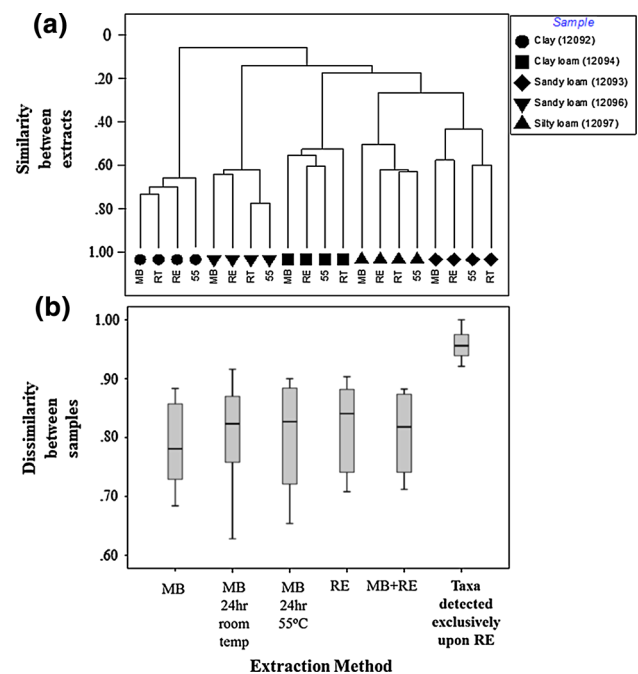 (a)
Sample
Clay (12092)
Clay loam (12094)
Sandy loam (12093)
Sandy loam (12096)
Silty loam (12097)
Similarity
between
extracts
0
.20
.40
.60
.80
1.00
MB RT RE 55 MB RE RT 55 MB RE 55 RT MB RE RT 55 MB RE 55 RT
(b)
Dissimilarity
between
samples
1.00
.90
.80
.70
.60
MB
MB
24hr
room
temp
MB
24hr
55ºC
RE
MB+RE
Taxa
detected
exclusively
upon RE
Extraction Method